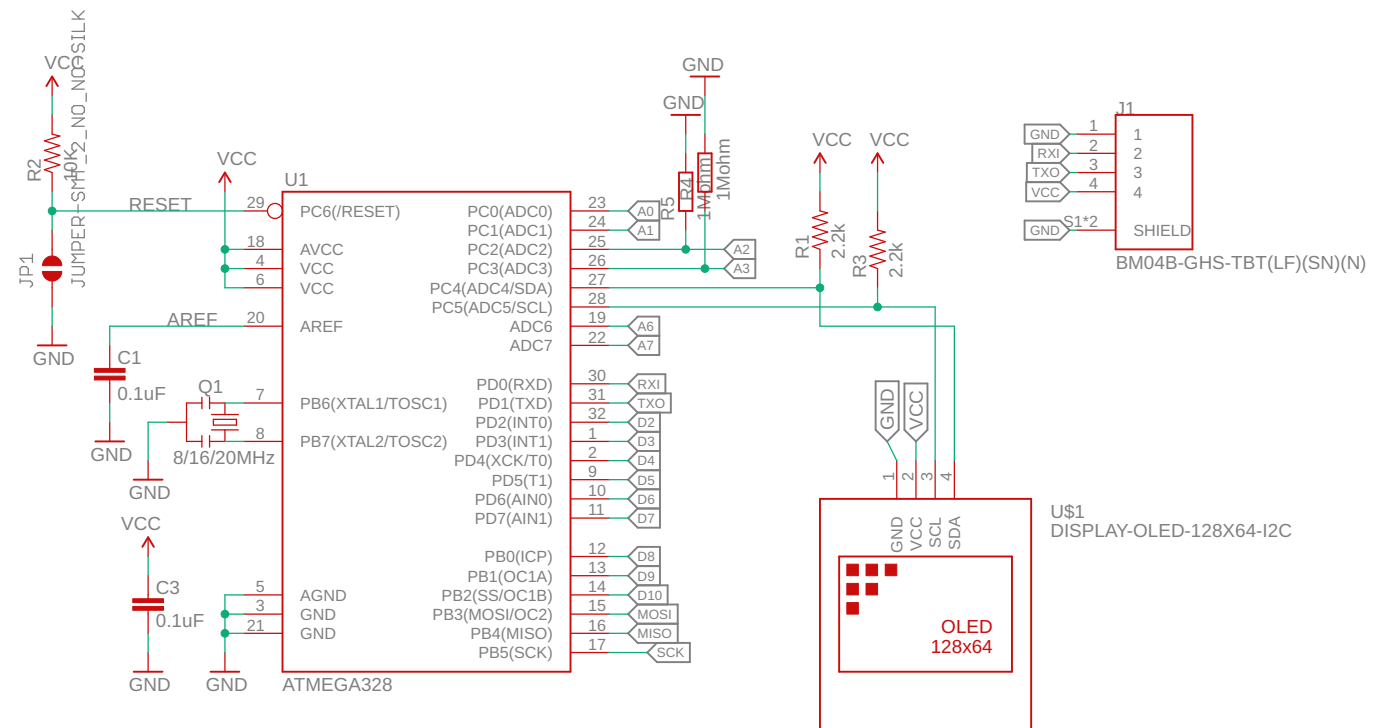 VCC
JUMPER-SMT_2_NO_NO-SILK
R2
10K
RESET
JP1
GND
VCC
U1
29
PC6(/RESET)
18
AVCC
4
VCC
6
VCC
AREF
20
AREF
C1
0.1uF
GND
Q1
7
PB6(XTAL1/TOSC1)
8
PB7(XTAL2/TOSC2)
8/16/20MHz
GND
VCC
C3
0.1uF
GND
5
AGND
3
GND
21
GND
GND
ATMEGA328
PC0(ADC0)
23
A0
PC1(ADC1)
24
A1
PC2(ADC2)
25
A2
PC3(ADC3)
26
A3
PC4(ADC4/SDA)
27
PC5(ADC5/SCL)
28
ADC6
19
A6
ADC7
22
A7
PD0(RXD)
30
RXI
PD1(TXD)
31
TXO
PD2(INT0)
32
D2
PD3(INT1)
1
D3
PD4(XCK/T0)
2
D4
PD5(T1)
9
D5
PD6(AIN0)
10
D6
PD7(AIN1)
11
D7
PB0(ICP)
12
D8
PB1(OC1A)
13
D9
PB2(SS/OC1B)
14
D10
PB3(MOSI/OC2)
15
MOSI
PB4(MISO)
16
MISO
PB5(SCK)
17
SCK
GND
GND
R5
R4
1Mohm
1Mohm
VCC
R1
2.2k
VCC
R3
2.2k
GND
VCC
1
2
3
4
GND
VCC
SCL
SDA
OLED
128x64
U$1
DISPLAY-OLED-128X64-I2C
J1
GND
1
1
RXI
2
2
TXO
3
3
VCC
4
4
GND
S1*2
SHIELD
BM04B-GHS-TBT(LF)(SN)(N)